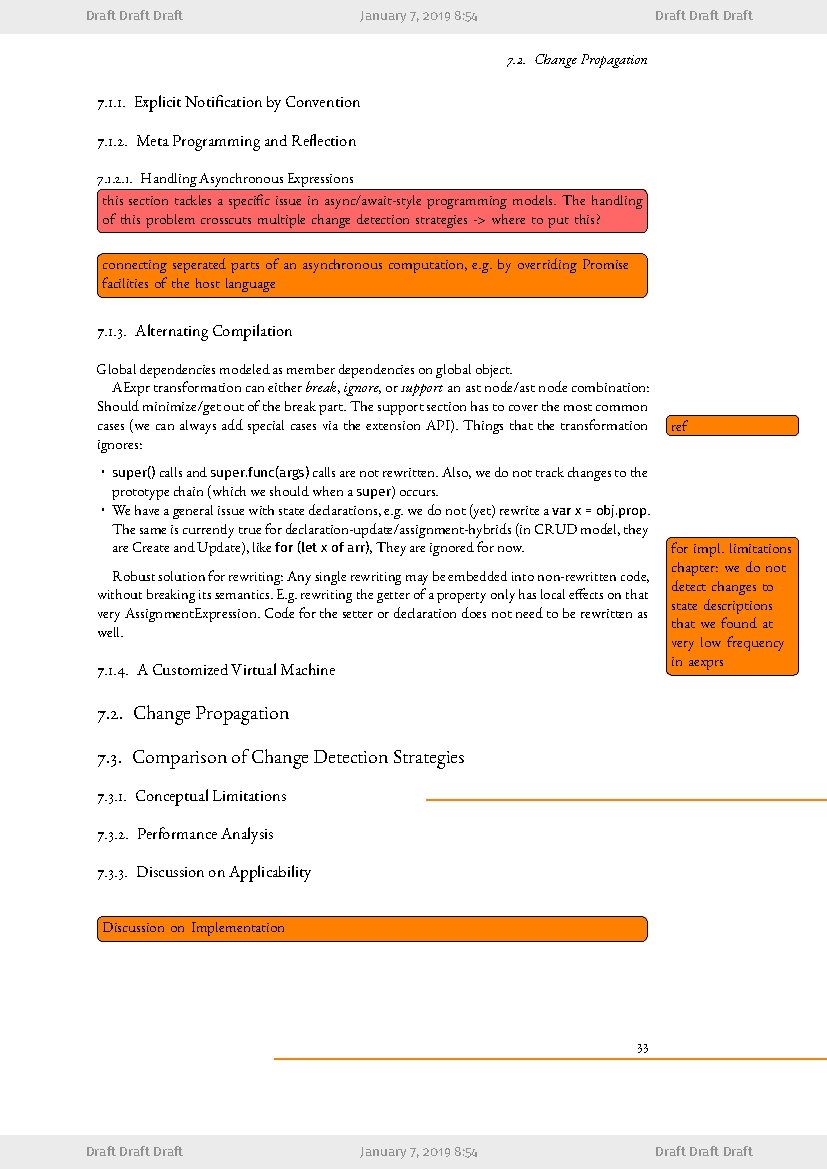 Draft Draft Draft January 7, 2019 8:54 Draft Draft Draft
7.2. Change Propagation
7.1.1. Explicit Notification by Convention
7.1.2. Meta Programming and Reflection
7.1.2.1. Handling Asynchronous Expressions
this section tackles a specific issue in async/await-style programming models. The handling
of this problem crosscuts multiple change detection strategies -> where to put this?
connecting seperated parts of an asynchronous computation, e.g. by overriding Promise
facilities of the host language
7.1.3. Alternating Compilation
Global dependencies modeled as member dependencies on global object.
AExpr transformation can either break, ignore, or support an ast node/ast node combination:
Should minimize/get out of the break part. The support section has to cover the most common
cases (we can always add special cases via the extension API). Things that the transformation
ignores:
ref
• super() calls and super.func(args) calls are not rewritten. Also, we do not track changes to the
prototype chain (which we should when a super) occurs.
• We have a general issue with state declarations, e.g. we do not (yet) rewrite a var x = obj.prop.
The same is currently true for declaration-update/assignment-hybrids (in CRUD model, they
are Create and Update), like for (let x of arr), They are ignored for now.
for impl. limitations
chapter: we do not
detect changes to
state descriptions
that we found at
very low frequency
in aexprs
Robust solution for rewriting: Any single rewriting may be embedded into non-rewritten code,
without breaking its semantics. E.g. rewriting the getter of a property only has local effects on that
very AssignmentExpression. Code for the setter or declaration does not need to be rewritten as
well.
7.1.4. A Customized Virtual Machine
7.2. Change Propagation
7.3. Comparison of Change Detection Strategies
7.3.1. Conceptual Limitations
7.3.2. Performance Analysis
7.3.3. Discussion on Applicability
Discussion on Implementation
33
Draft Draft Draft January 7, 2019 8:54 Draft Draft Draft